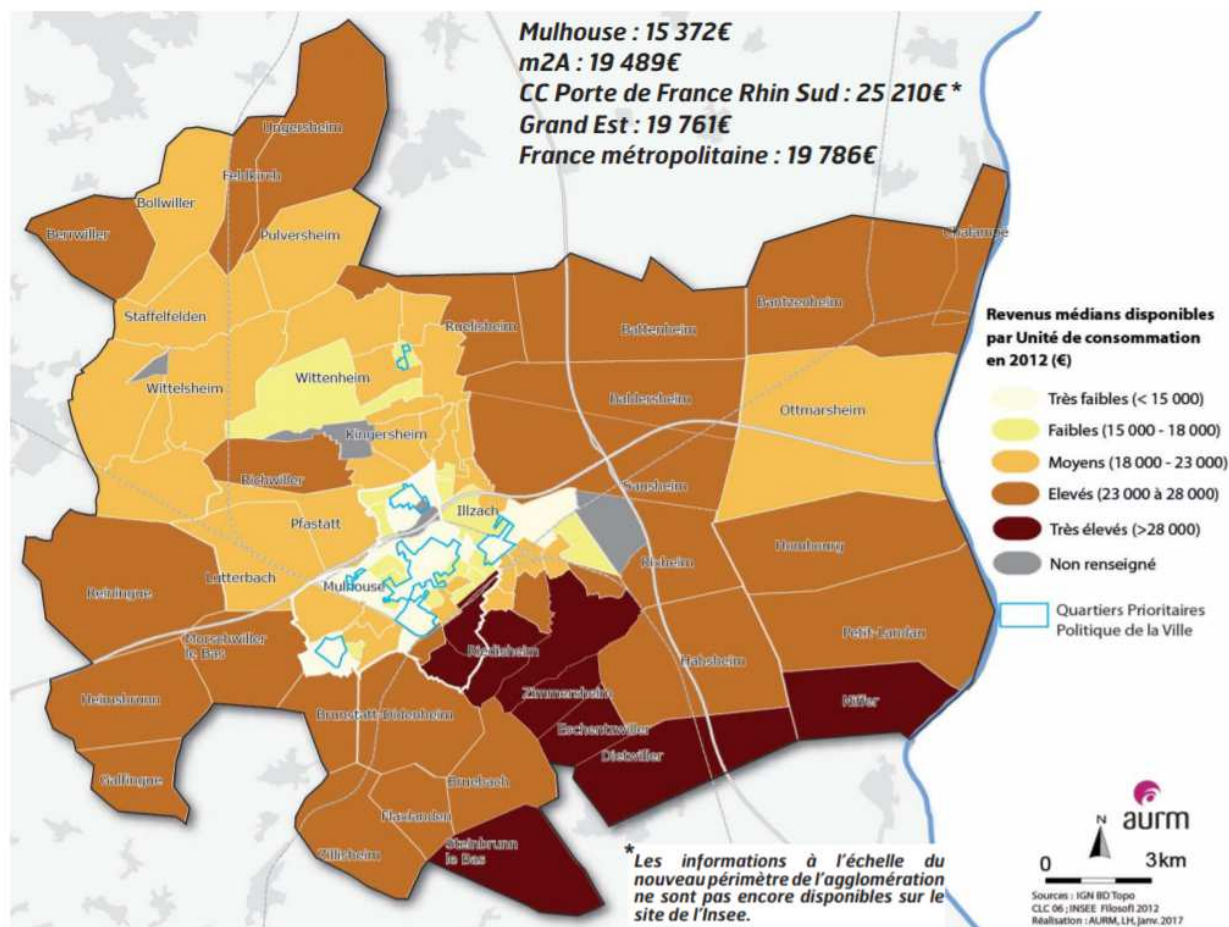 Mulhouse : 15 372€
m2A : 19 489€
CC Porte de France Rhin Sud : 25 210€ *
Grand Est : 19 761€
France métropolitaine : 19 786€
Ungersheim
Feldkirch
Bollwiller
Berrwiller
Pulversheim
Chalampé
Bantzenheim
Staffelfelden
Ruelisheim
Battenheim
Wittenheim
Wittelsheim
Baldersheim
Ottmarsheim
Kingersheim
Richwiller
Sausheim
Illzach
Pfastatt
Hombourg
Rixheim
Lutterbach
Mulhouse
Reiningue
Petit-Landau
Morschwiller
le Bas
Riedisheim
Habsheim
Heimsbrunn
Zimmersheim
Niffer
Brunstatt-Didenheim
Eschentzwiller
Dietwiller
Galfingue
Bruebach
Flaxlanden
Steinbrunn
le Bas
Zillisheim
Revenus médians disponibles
par Unité de consommation
en 2012 (€)
Très faibles (< 15 000)
Faibles (15 000 - 18 000)
Moyens (18 000 - 23 000)
Elevés (23 000 à 28 000)
Très élevés (>28 000)
Non renseigné
Quartiers Prioritaires
Politique de la Ville
*Les informations à l'échelle du
nouveau périmètre de l'agglomération
ne sont pas encore disponibles sur le
site de l'Insee.
N
aurm
0 3km
Sources : IGN BD Topo
CLC 06 ; INSEE Filosofi 2012
Réalisation : AURM, LH, Janv. 2017